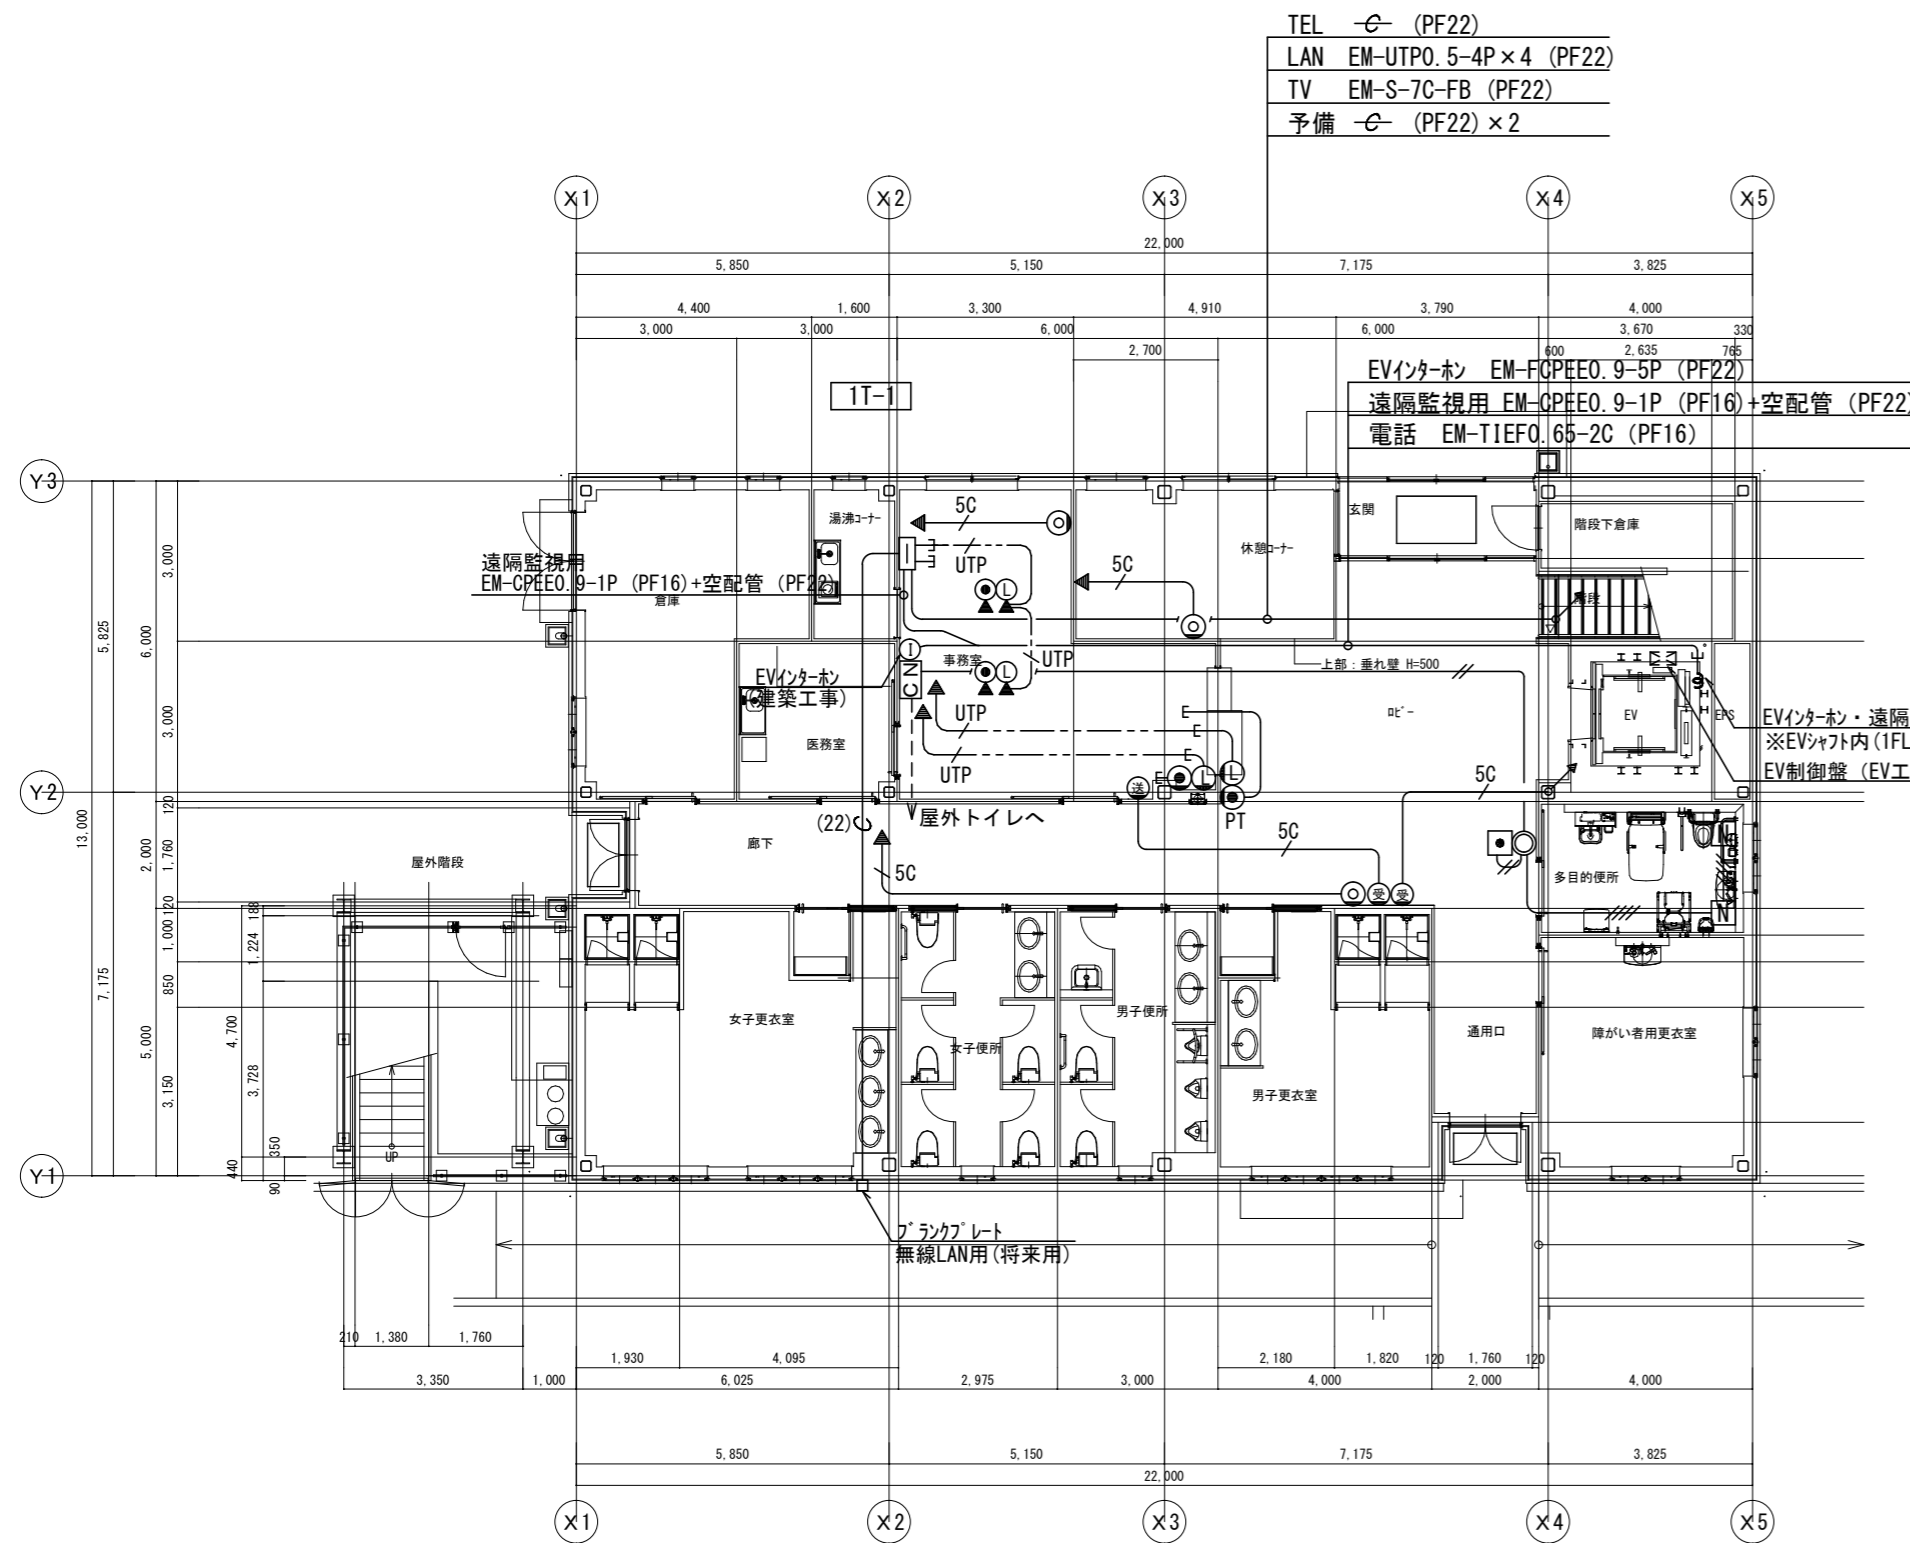 TEL C (PF22)
LAN EM-UTP0.5-4P×4 (PF22)
TV EM-S-7C-FB (PF22)
予備 C (PF22)×2
X1 X2 X3 X4 X5
22,000
5,850 5,150 7,175 3,825
4,400 1,600 3,300 4,910 3,790 4,000
3,000 3,000 6,000 6,000 3,670 330
2,700 600 2,635 765
1T-1
EVインターホン EM-FCPEE0.9-5P (PF22)
遠隔監視用 EM-CPEE0.9-1P (PF16)+空配管 (PF22)
電話 EM-TIEF0.65-2C (PF16)
Y3
湯沸コーナー
5C
玄関
階段下倉庫
休憩コーナー
遠隔監視用
EM-CPEE0.9-1P (PF16)+空配管 (PF22)
倉庫
UTP
5C
階段
L
3,000
5,825
6,000
I
事務室
UTP
上部：垂れ壁 H=500
EVインターホン
(建築工事)
CN
L
ロビー
EV
EPS
EVインターホン・遠隔
※EVシャフト内(1FL
EV制御盤 (EV工
3,000
医務室
UTP
UTP
E
E
E
L
L
5C
Y2
送
PT
(22)
C
屋外トイレへ
5C
120
13,000
2,000
1,760
廊下
屋外階段
5C
受
受
多目的便所
N
N
120
188
1,000
1,224
850
7,175
5,000
4,700
3,728
3,150
女子更衣室
女子便所
男子便所
男子更衣室
通用口
障がい者用更衣室
350
440
90
UP
Y1
ブランクプレート
無線LAN用(将来用)
210 1,380 1,760
1,930 4,095 2,180 1,820 120 1,760 120
3,350 1,000 6,025 2,975 3,000 4,000 2,000 4,000
5,850 5,150 7,175 3,825
22,000
X1 X2 X3 X4 X5